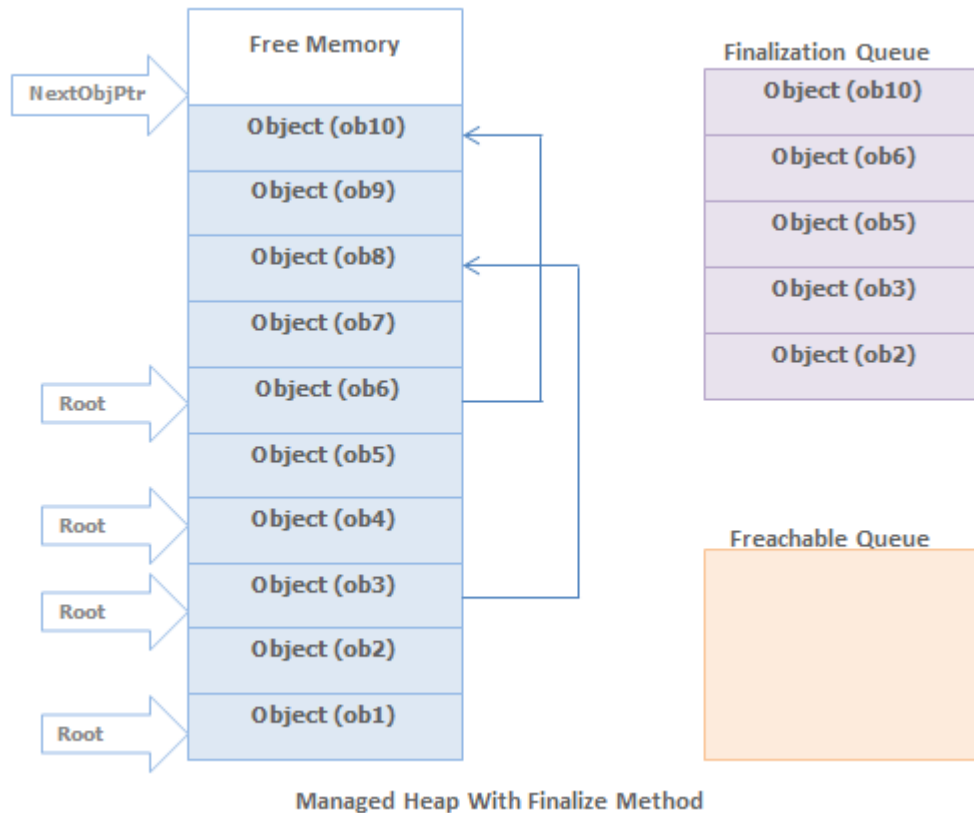 Free Memory
NextObjPtr
Object (ob10)
Object (ob9)
Object (ob8)
Object (ob7)
Root
Object (ob6)
Object (ob5)
Root
Object (ob4)
Root
Object (ob3)
Object (ob2)
Root
Object (ob1)
Finalization Queue
Object (ob10)
Object (ob6)
Object (ob5)
Object (ob3)
Object (ob2)
Freachable Queue
Managed Heap With Finalize Method